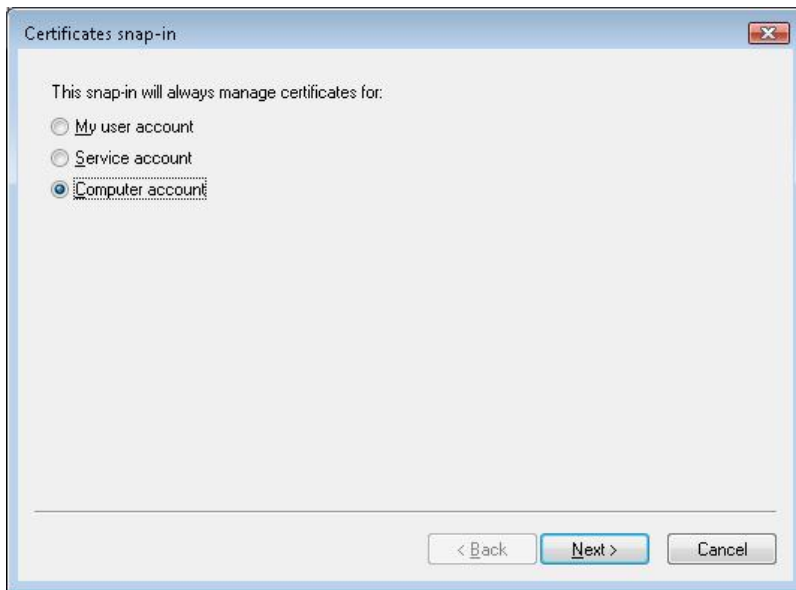 Certificates snap-in
This snap-in will always manage certificates for:
My user account
Service account
Computer account
< Back
Next >
Cancel